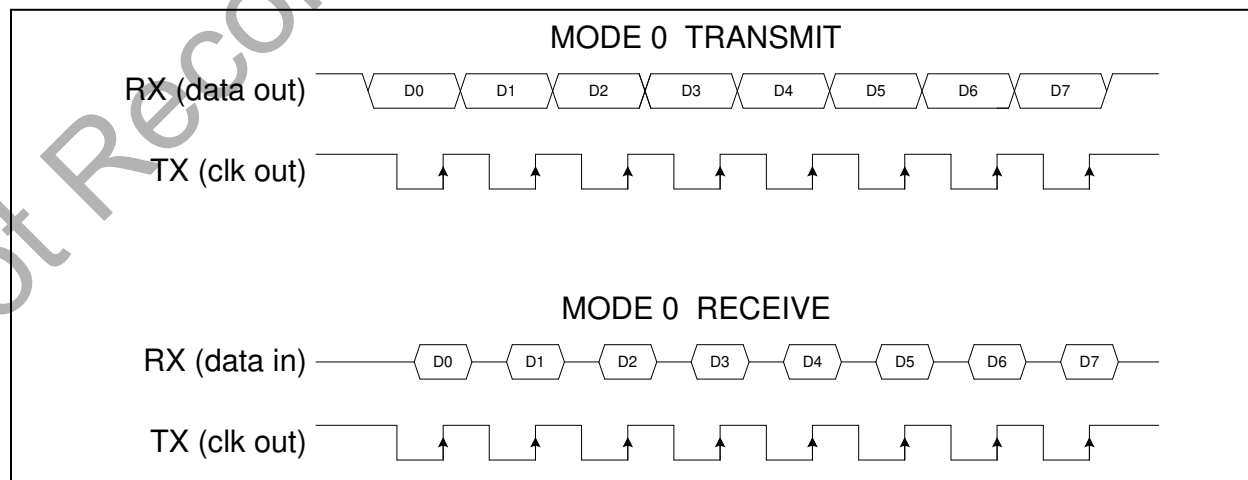 MODE 0 TRANSMIT
RX (data out) D0 D1 D2 D3 D4 D5 D6 D7
TX (clk out)
MODE 0 RECEIVE
RX (data in) D0 D1 D2 D3 D4 D5 D6 D7
TX (clk out)